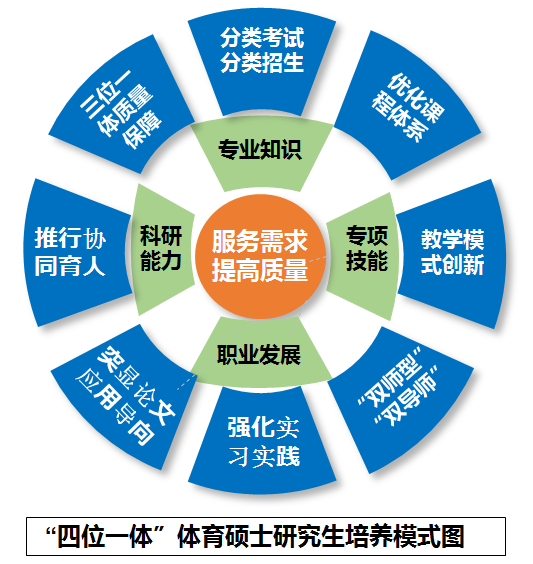 分类考试
分类招生
优化课
程体系
三位一
体质量
保障
专业知识
推行协
同育人
科研
能力
服务需求
提高质量
专项
技能
教学模
式创新
职业发展
突显论文
应用导向
强化实
习实践
“双师型”
“双导师”
“四位一体”体育硕士研究生培养模式图